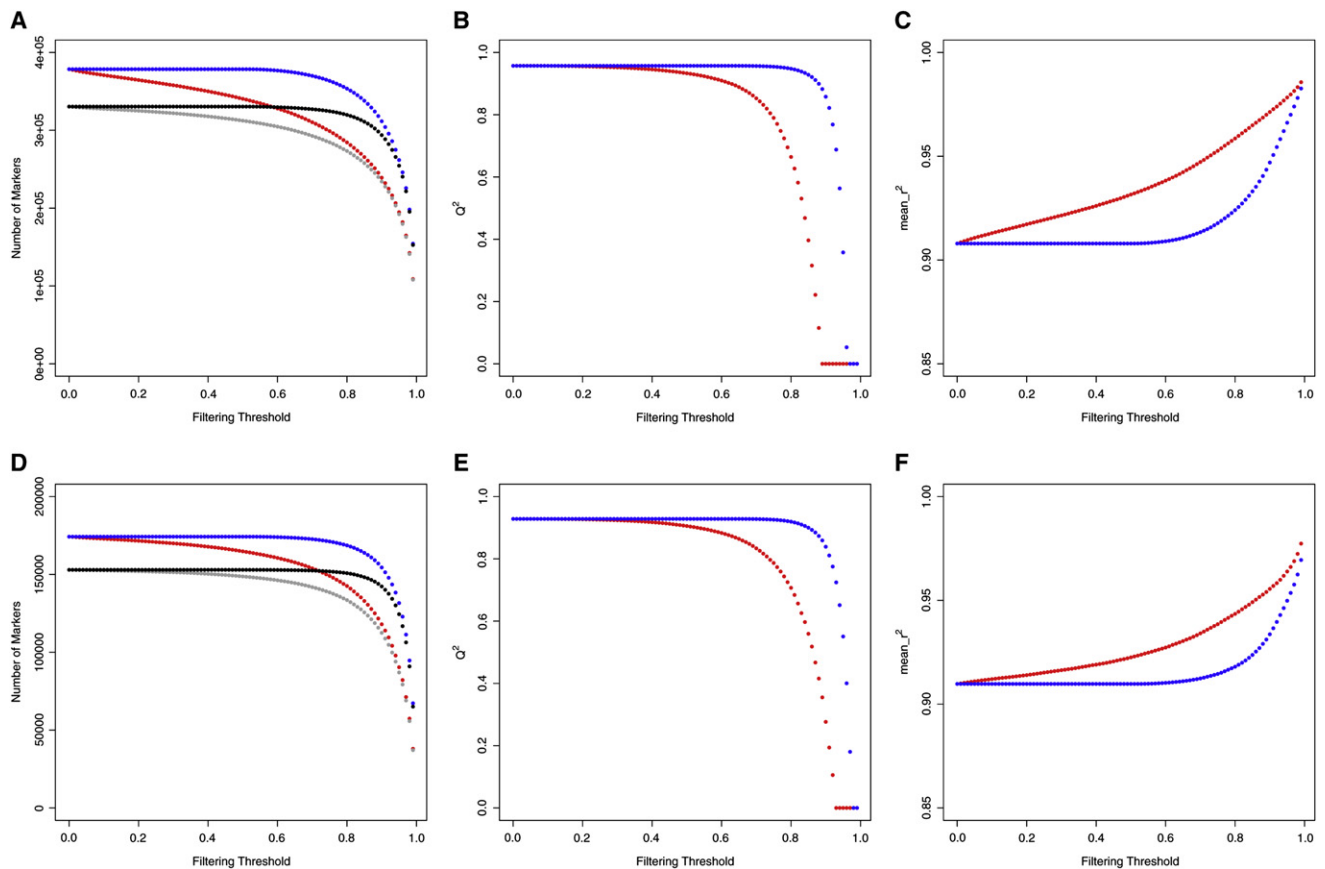 A
4e+05
3e+05
2e+05
1e+05
0e+00
Number of Markers
0.0 0.2 0.4 0.6 0.8 1.0
Filtering Threshold
B
1.0
0.8
0.6
0.4
0.2
0.0
Q²
0.0 0.2 0.4 0.6 0.8 1.0
Filtering Threshold
C
1.00
0.95
0.90
0.85
mean_r²
0.0 0.2 0.4 0.6 0.8 1.0
Filtering Threshold
D
200000
150000
100000
50000
0
Number of Markers
0.0 0.2 0.4 0.6 0.8 1.0
Filtering Threshold
E
1.0
0.8
0.6
0.4
0.2
0.0
Q²
0.0 0.2 0.4 0.6 0.8 1.0
Filtering Threshold
F
1.00
0.95
0.90
0.85
mean_r²
0.0 0.2 0.4 0.6 0.8 1.0
Filtering Threshold